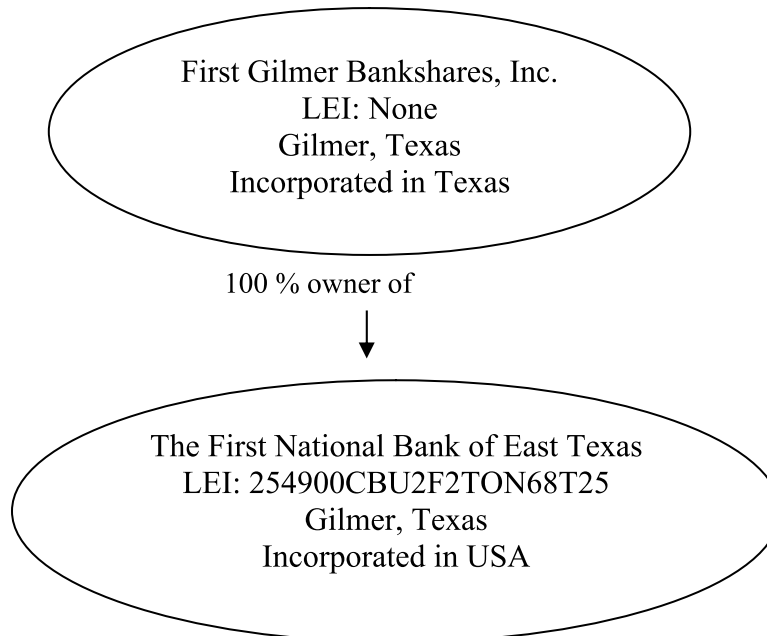 First Gilmer Bankshares, Inc.
LEI: None
Gilmer, Texas
Incorporated in Texas
100 % owner of
The First National Bank of East Texas
LEI: 254900CBU2F2TON68T25
Gilmer, Texas
Incorporated in USA